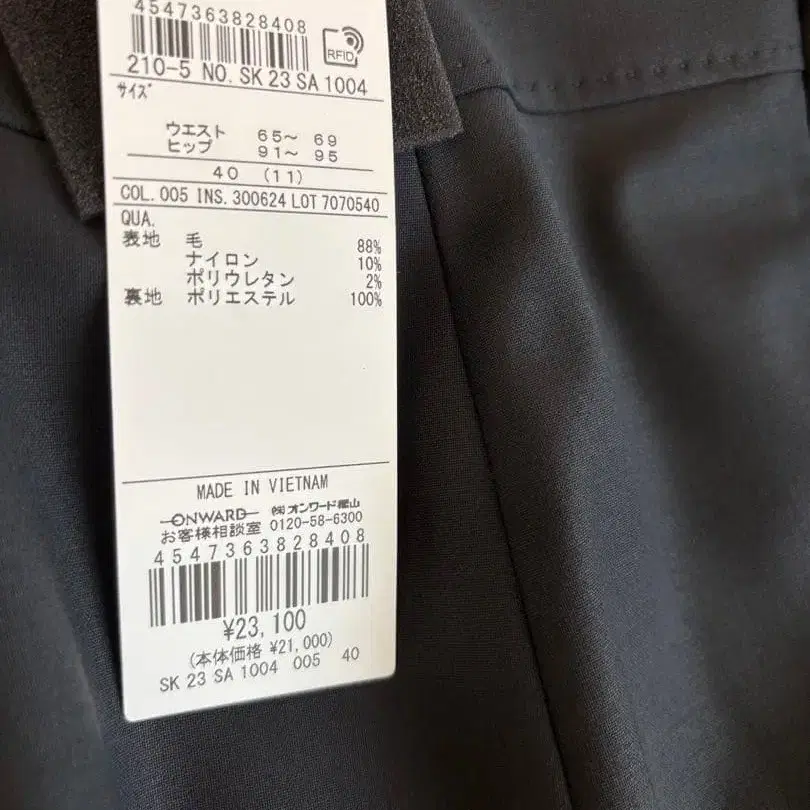 4547363828408
RFID
210-5 NO. SK 23 SA 1004
サイズ
ウエスト 65～ 69
ヒップ 91～ 95
40 (11)
COL. 005 INS. 300624 LOT 7070540
QUA.
表地 毛 88%
ナイロン 10%
ポリウレタン 2%
裏地 ポリエステル 100%
MADE IN VIETNAM
ONWARD ㈱オンワード樫山
お客様相談室 0120-58-6300
4547363828408
¥23,100
(本体価格 ¥21,000)
SK 23 SA 1004 005 40